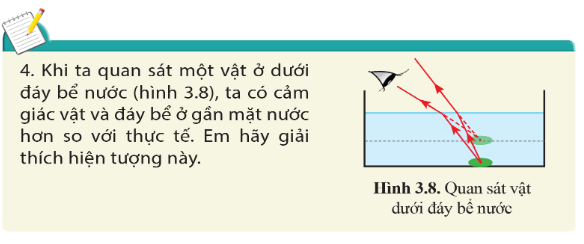 4. Khi ta quan sát một vật ở dưới
đáy bể nước (hình 3.8), ta có cảm
giác vật và đáy bể ở gần mặt nước
hơn so với thực tế. Em hãy giải
thích hiện tượng này.
Hình 3.8. Quan sát vật
dưới đáy bể nước